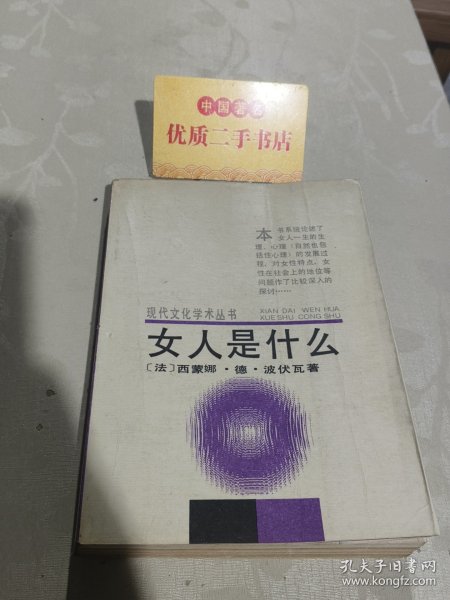 中国著名
优质二手书店
本书系统论述了
女人一生的生
理、心理(自然也包
括性心理)的发展过
程,对女性特点、女
性在社会上的地位等
问题作了比较深入的
探讨……
现代文化学术丛书
XIAN DAI WEN HUA
XUE SHU CONG SHU
女人是什么
〔法〕西蒙娜·德·波伏瓦著
孔夫子旧书网
www.kongfz.com